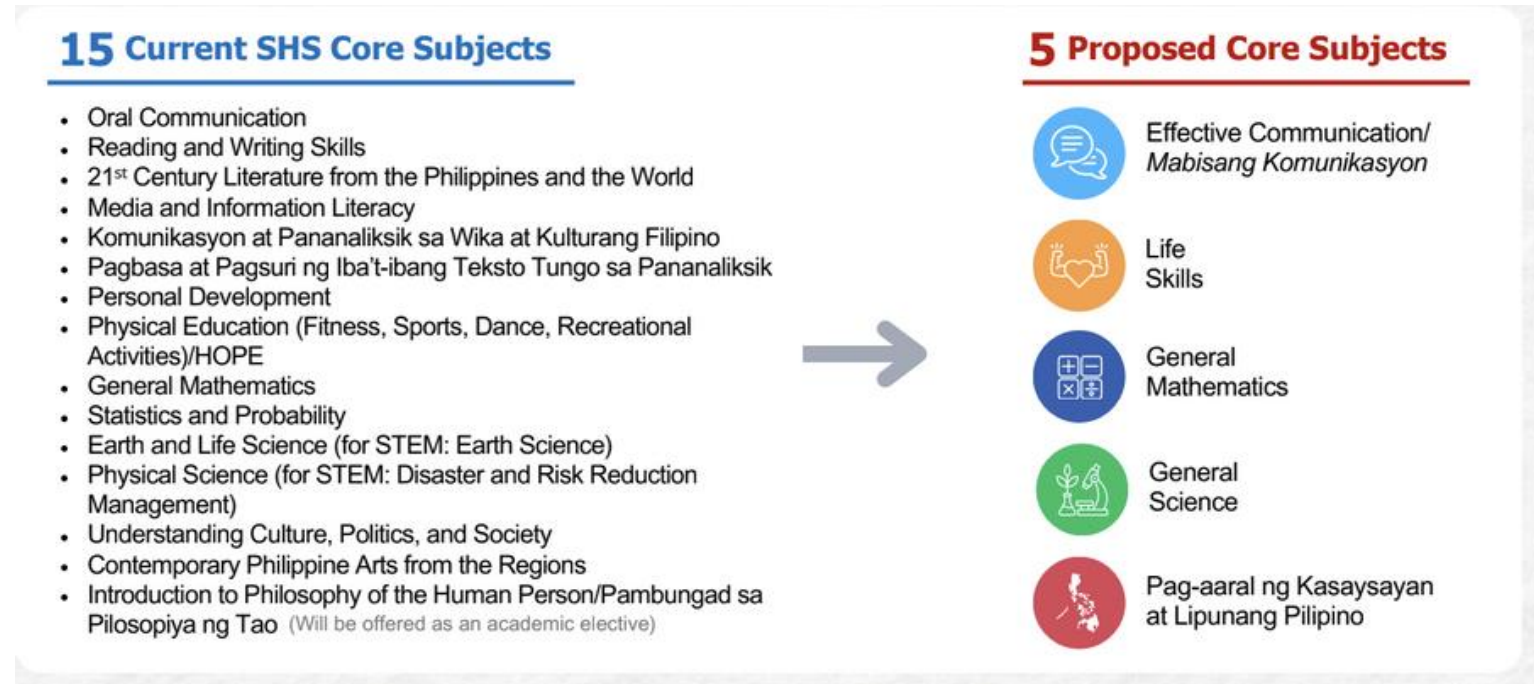 15 Current SHS Core Subjects
• Oral Communication
• Reading and Writing Skills
• 21st Century Literature from the Philippines and the World
• Media and Information Literacy
• Komunikasyon at Pananaliksik sa Wika at Kulturang Filipino
• Pagbasa at Pagsuri ng Iba't-ibang Teksto Tungo sa Pananaliksik
• Personal Development
• Physical Education (Fitness, Sports, Dance, Recreational
Activities)/HOPE
• General Mathematics
• Statistics and Probability
• Earth and Life Science (for STEM: Earth Science)
• Physical Science (for STEM: Disaster and Risk Reduction
Management)
• Understanding Culture, Politics, and Society
• Contemporary Philippine Arts from the Regions
• Introduction to Philosophy of the Human Person/Pambungad sa
Pilosopiya ng Tao (Will be offered as an academic elective)
5 Proposed Core Subjects
Effective Communication/
Mabisang Komunikasyon
Life
Skills
General
Mathematics
General
Science
Pag-aaral ng Kasaysayan
at Lipunang Pilipino